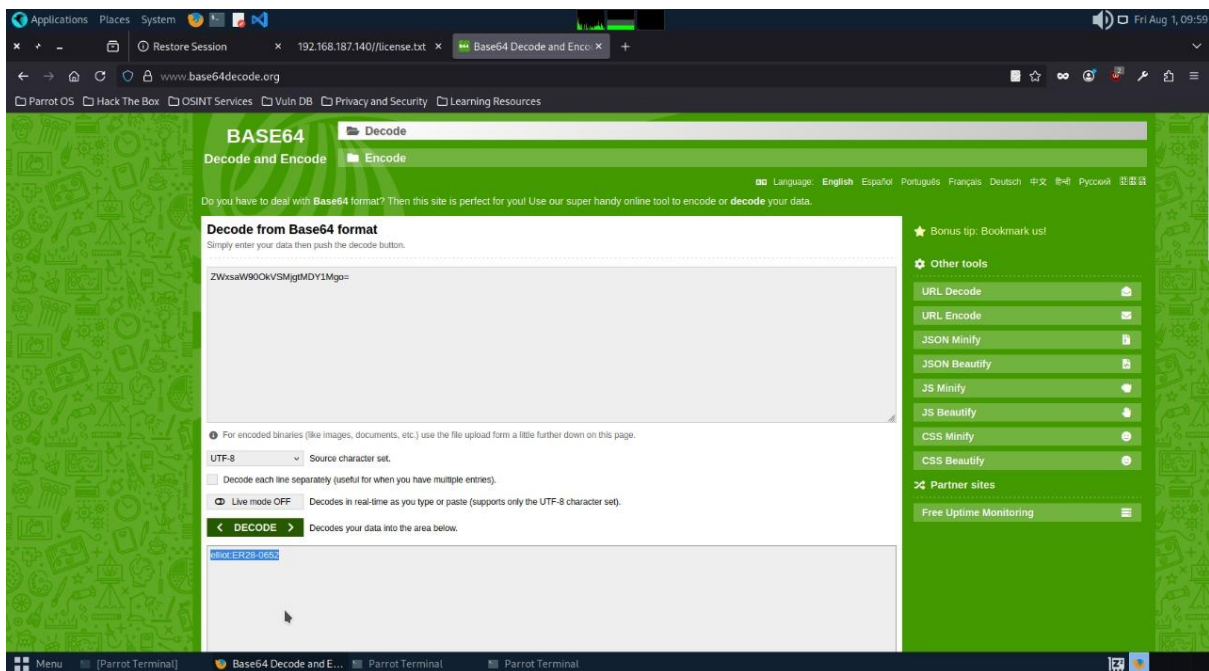 Applications Places System
Fri Aug 1, 09:59
Restore Session
192.168.187.140//license.txt
Base64 Decode and Enco
www.base64decode.org
Parrot OS Hack The Box OSINT Services Vuln DB Privacy and Security Learning Resources
BASE64
Decode and Encode
Decode
Encode
Language: English Español Português Français Deutsch 中文 हिन्दी Русский
Do you have to deal with Base64 format? Then this site is perfect for you! Use our super handy online tool to encode or decode your data.
Decode from Base64 format
Simply enter your data then push the decode button.
ZWxsaW90OkVSMjgtMDY1Mgo=
For encoded binaries (like images, documents, etc.) use the file upload form a little further down on this page.
UTF-8 Source character set.
Decode each line separately (useful for when you have multiple entries).
Live mode OFF Decodes in real-time as you type or paste (supports only the UTF-8 character set).
< DECODE > Decodes your data into the area below.
elliot:ER28-0652
Bonus tip: Bookmark us!
Other tools
URL Decode
URL Encode
JSON Minify
JSON Beautify
JS Minify
JS Beautify
CSS Minify
CSS Beautify
Partner sites
Free Uptime Monitoring
Menu [Parrot Terminal] Base64 Decode and E... Parrot Terminal Parrot Terminal